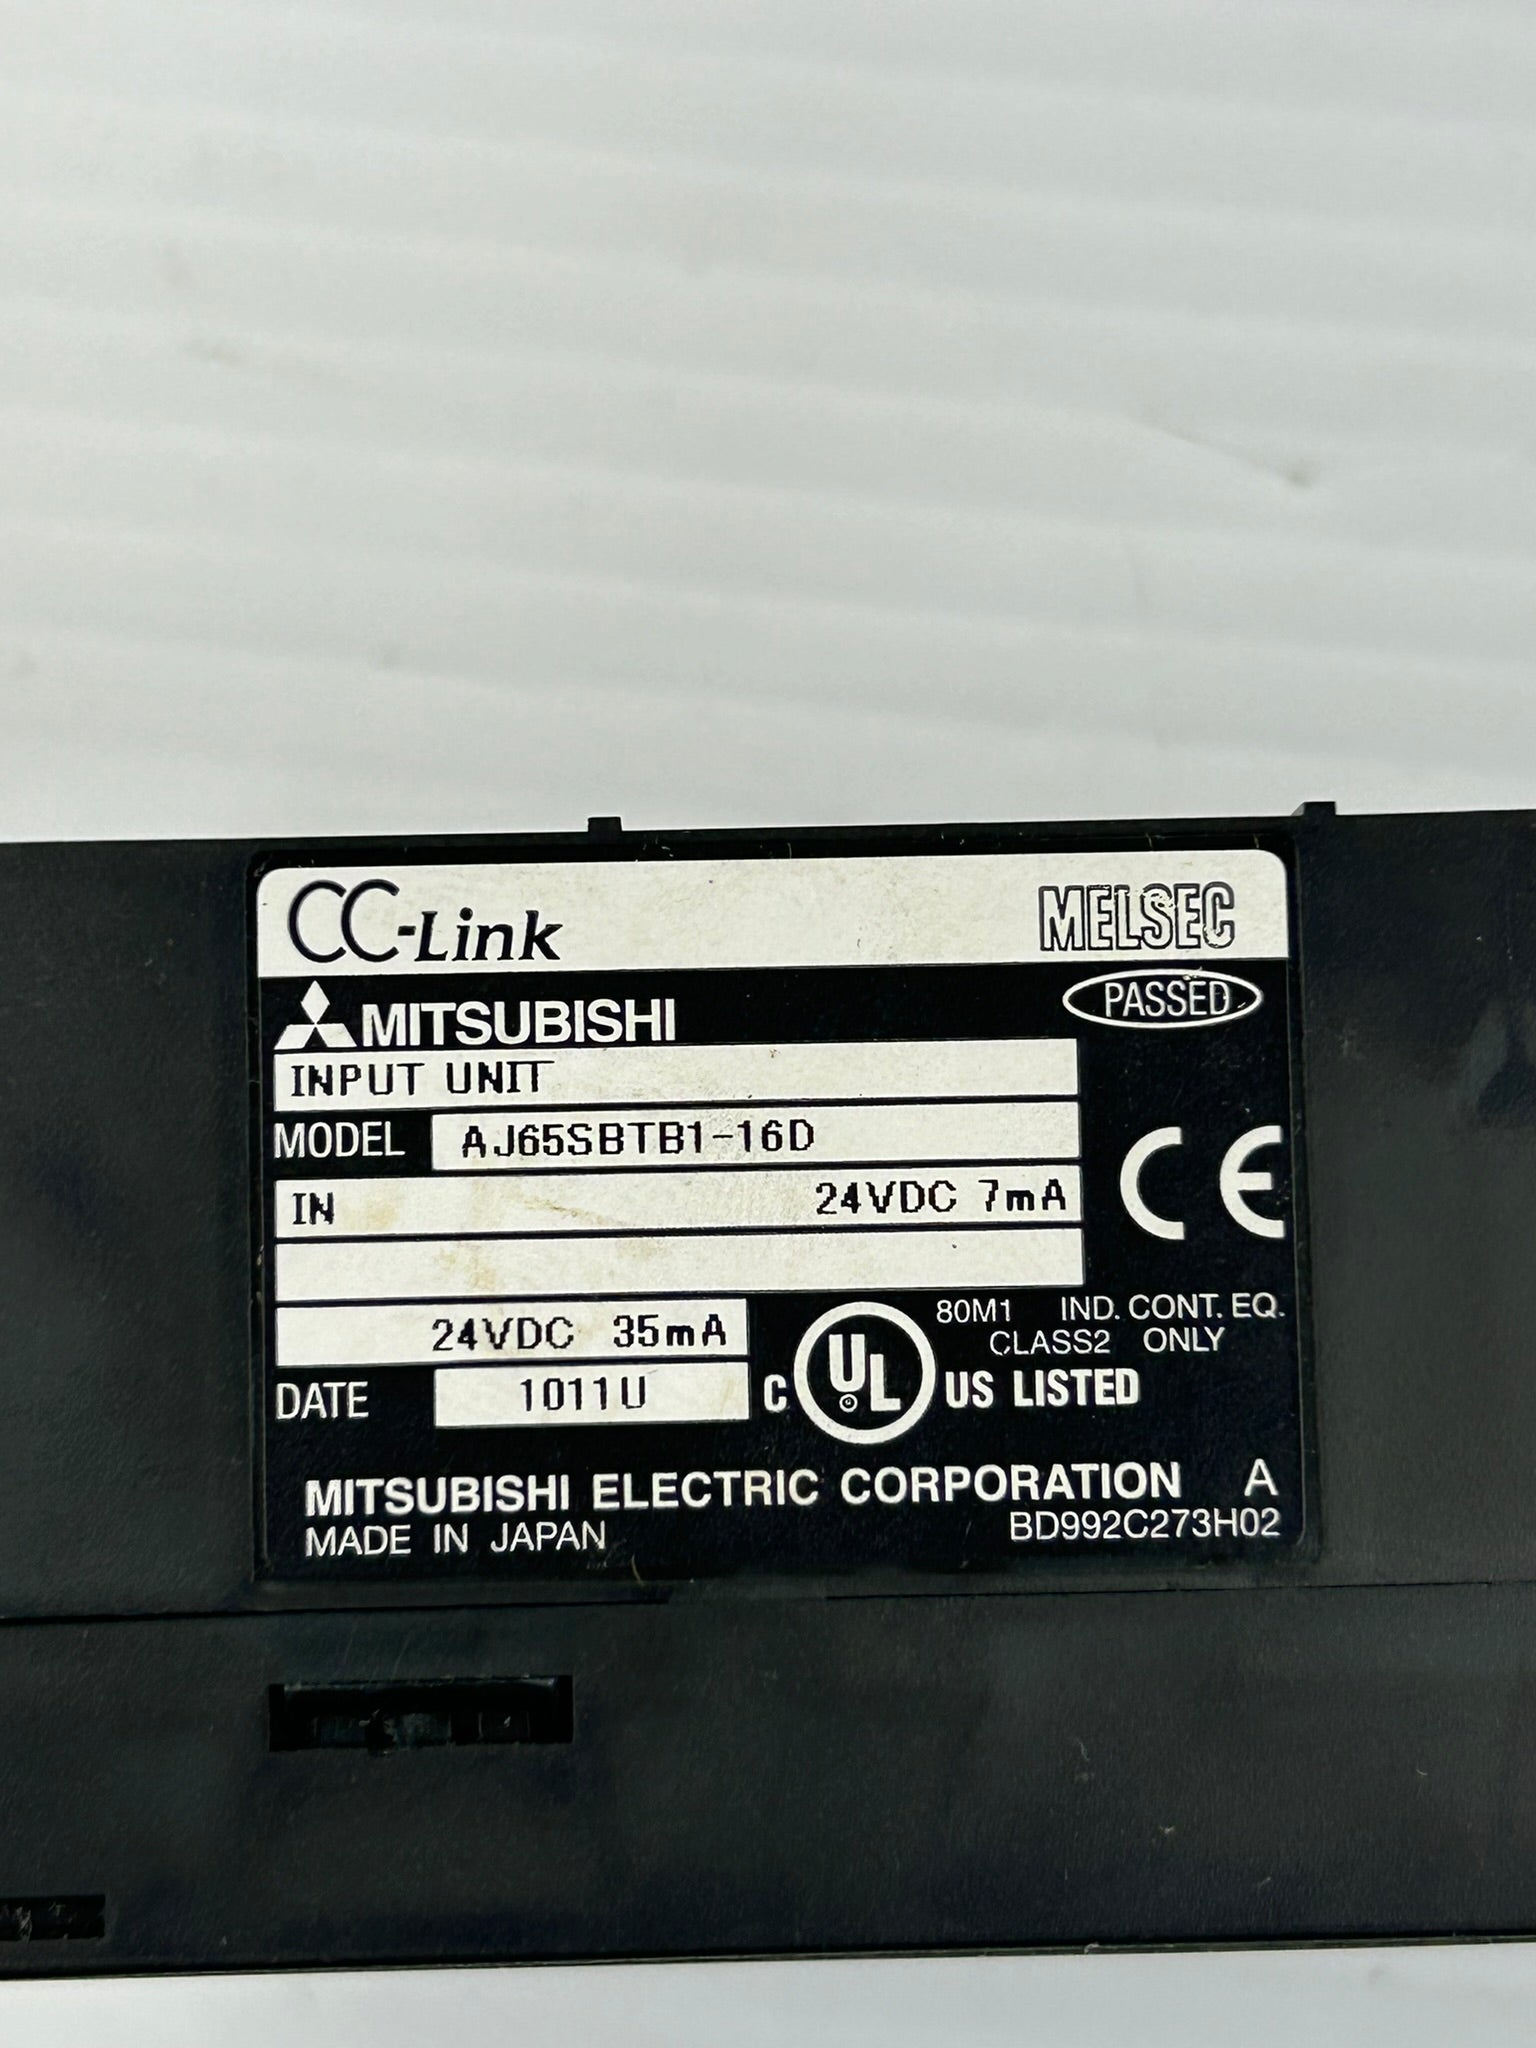 CC-Link MELSEC
MITSUBISHI PASSED
INPUT UNIT
MODEL AJ65SBTB1-16D
CE
IN 24VDC 7mA
24VDC 35mA
80M1 IND. CONT. EQ.
CLASS2 ONLY
DATE 1011U
C UL US LISTED
MITSUBISHI ELECTRIC CORPORATION A
MADE IN JAPAN BD992C273H02